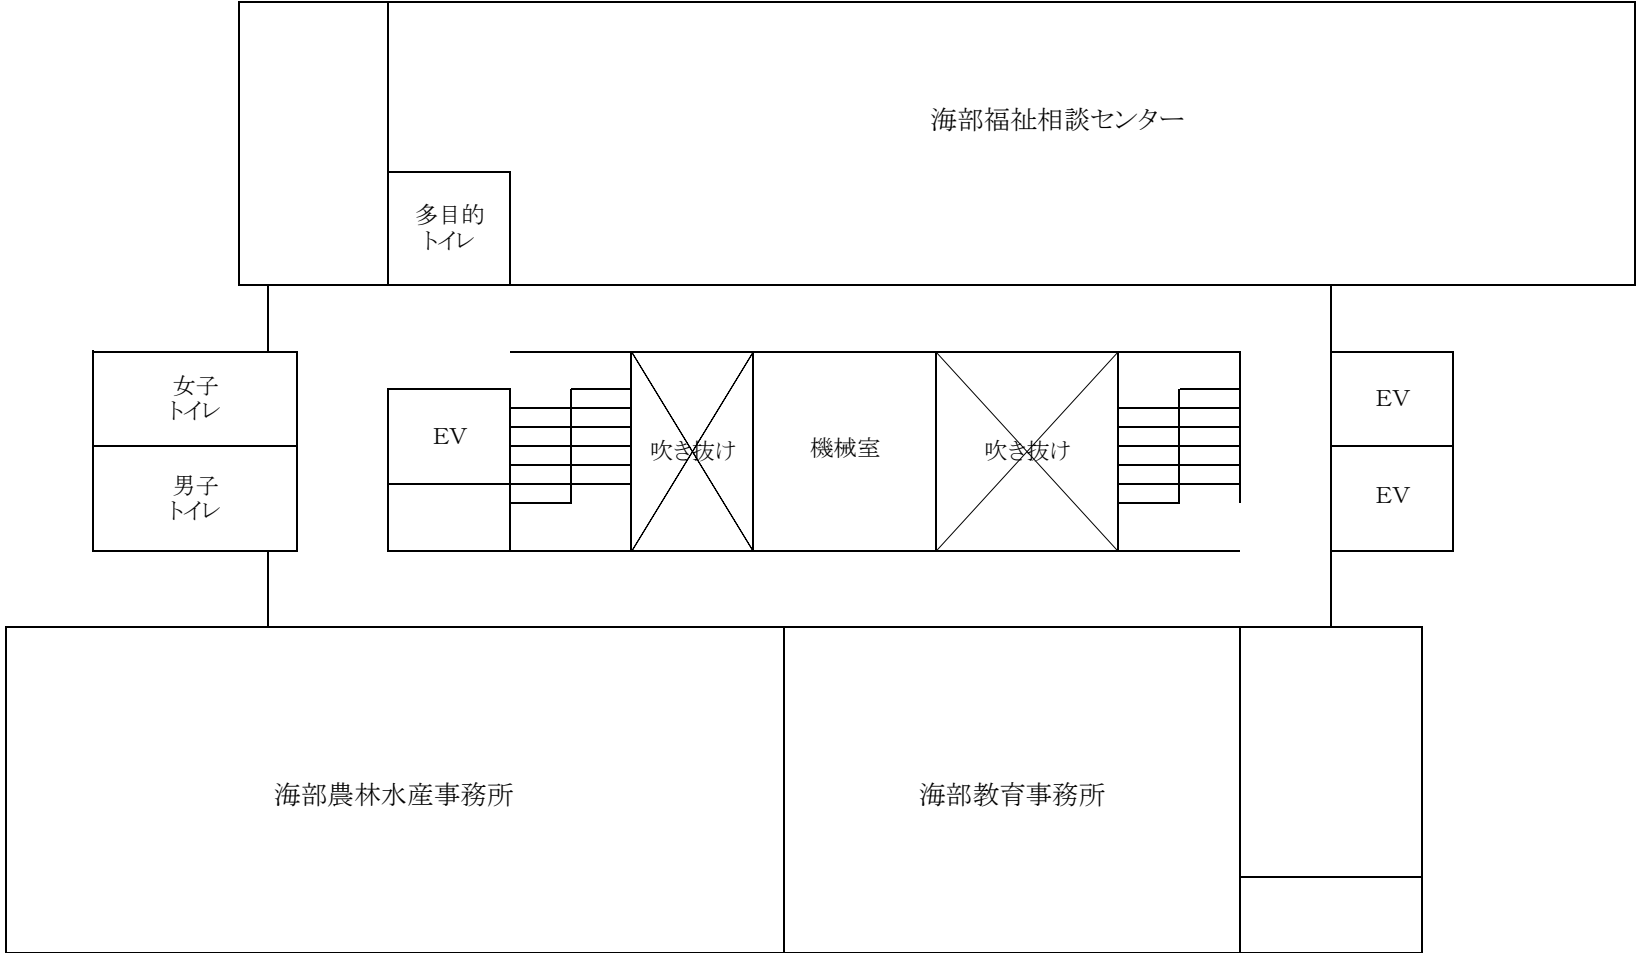 海部福祉相談センター
多目的
トイレ
女子
トイレ
男子
トイレ
EV
吹き抜け
機械室
吹き抜け
EV
EV
海部農林水産事務所
海部教育事務所